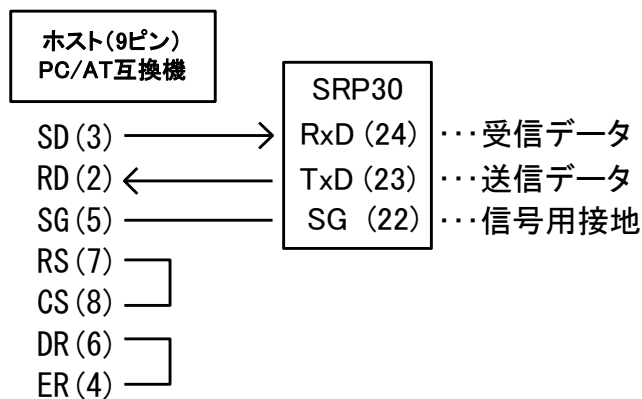 ホスト(9ピン)
PC/AT互換機
SRP30
SD(3) RxD(24) ···受信データ
RD(2) TxD(23) ···送信データ
SG(5) SG (22) ···信号用接地
RS(7)
CS(8)
DR(6)
ER(4)